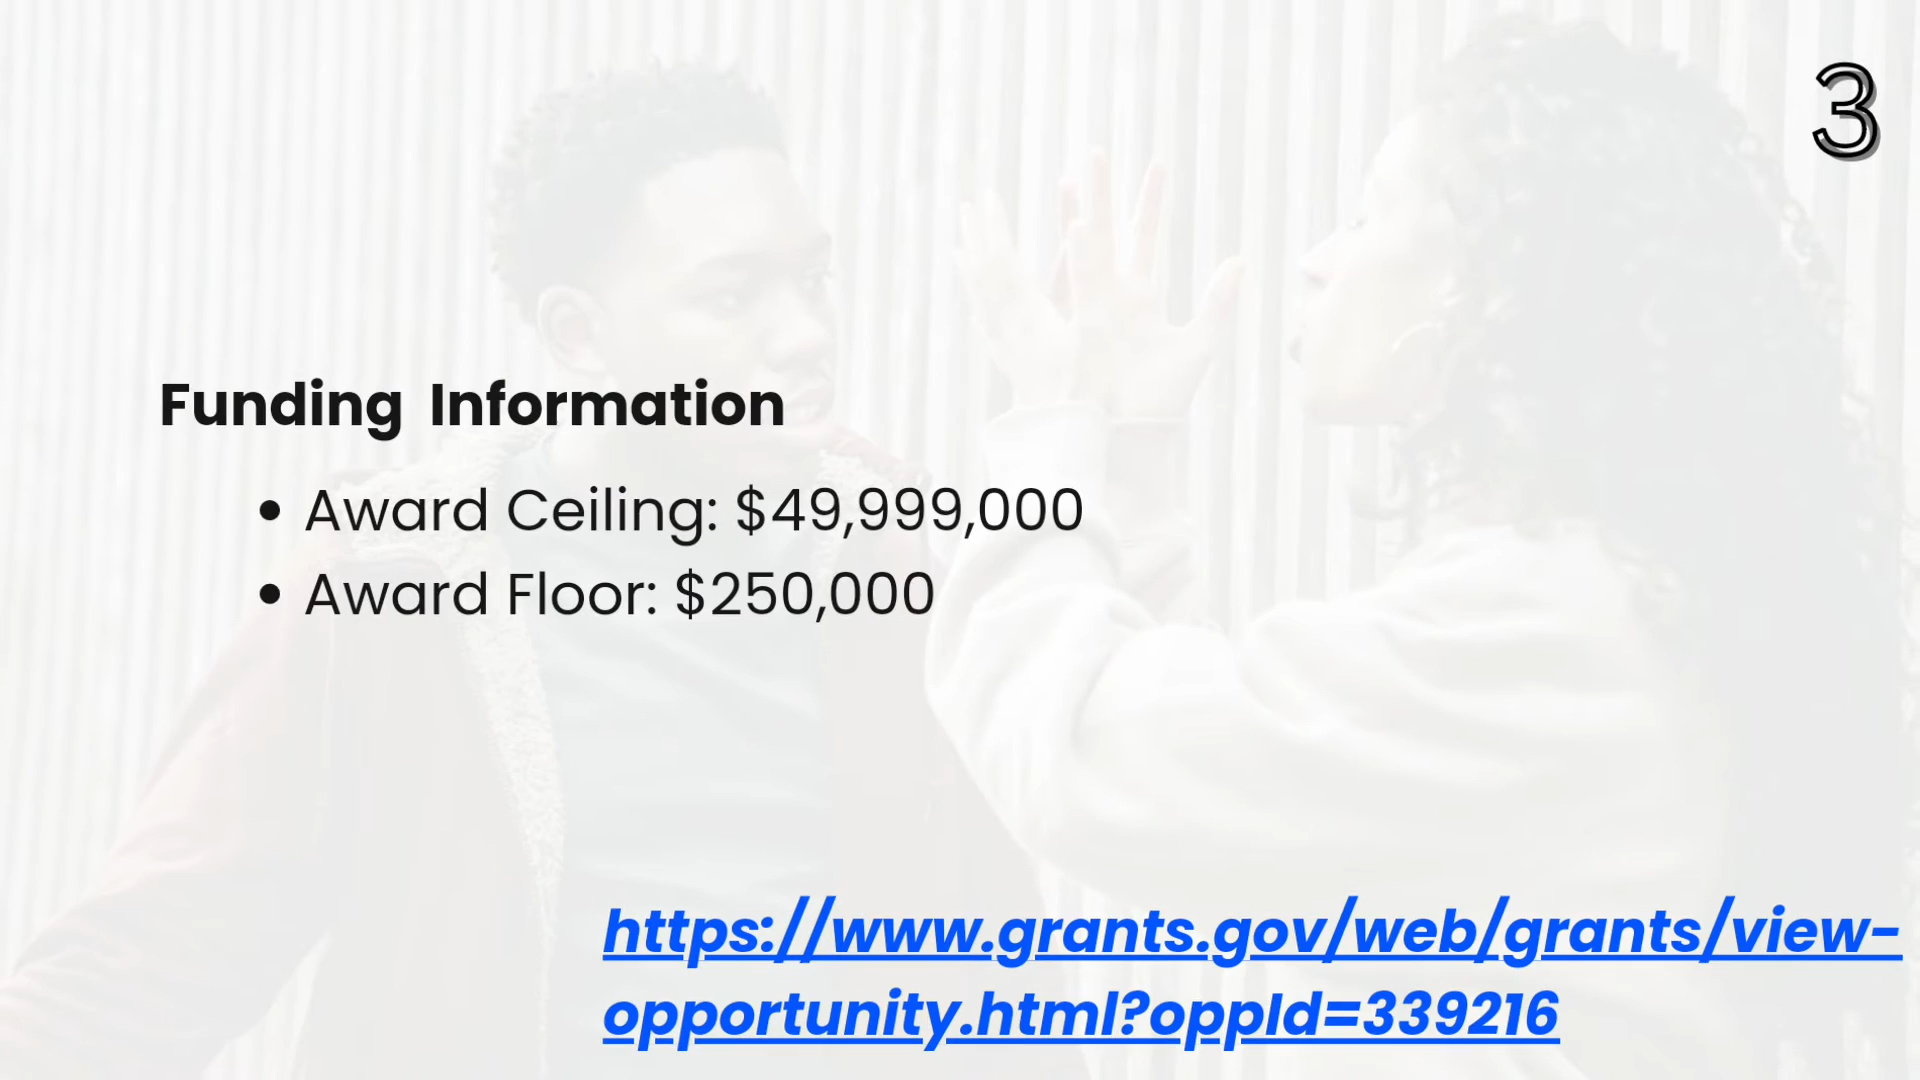 3
Funding Information
• Award Ceiling: $49,999,000
• Award Floor: $250,000
https://www.grants.gov/web/grants/view-
opportunity.html?oppId=339216